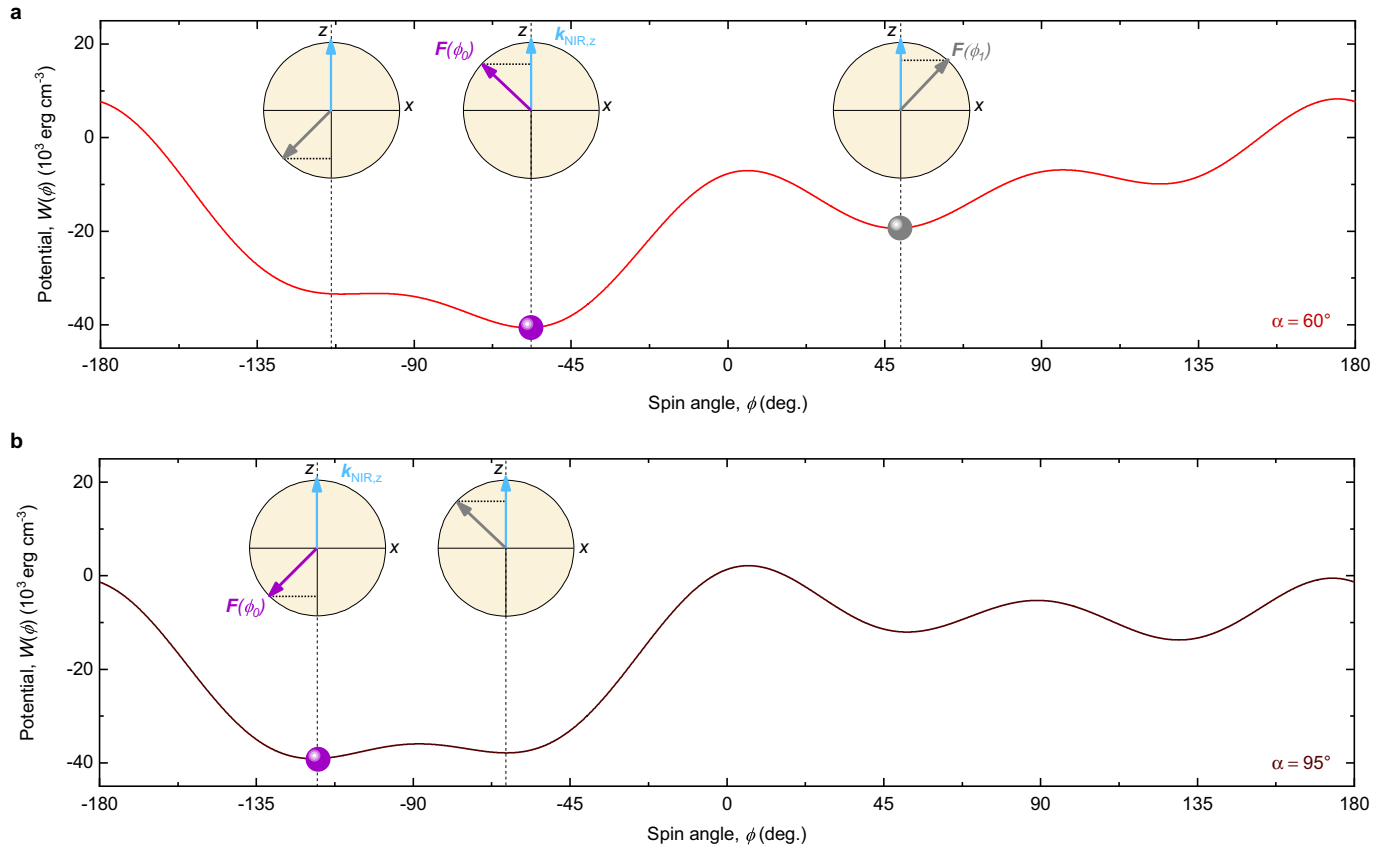 a
Potential, W(ϕ) (10³ erg cm⁻³)
20
0
-20
-40
z
x
F(ϕ₀)
z
k_NIR,z
x
z
F(ϕ₁)
x
α = 60°
-180
-135
-90
-45
0
45
90
135
180
Spin angle, ϕ (deg.)
b
Potential, W(ϕ) (10³ erg cm⁻³)
20
0
-20
-40
z
k_NIR,z
x
F(ϕ₀)
z
x
α = 95°
-180
-135
-90
-45
0
45
90
135
180
Spin angle, ϕ (deg.)